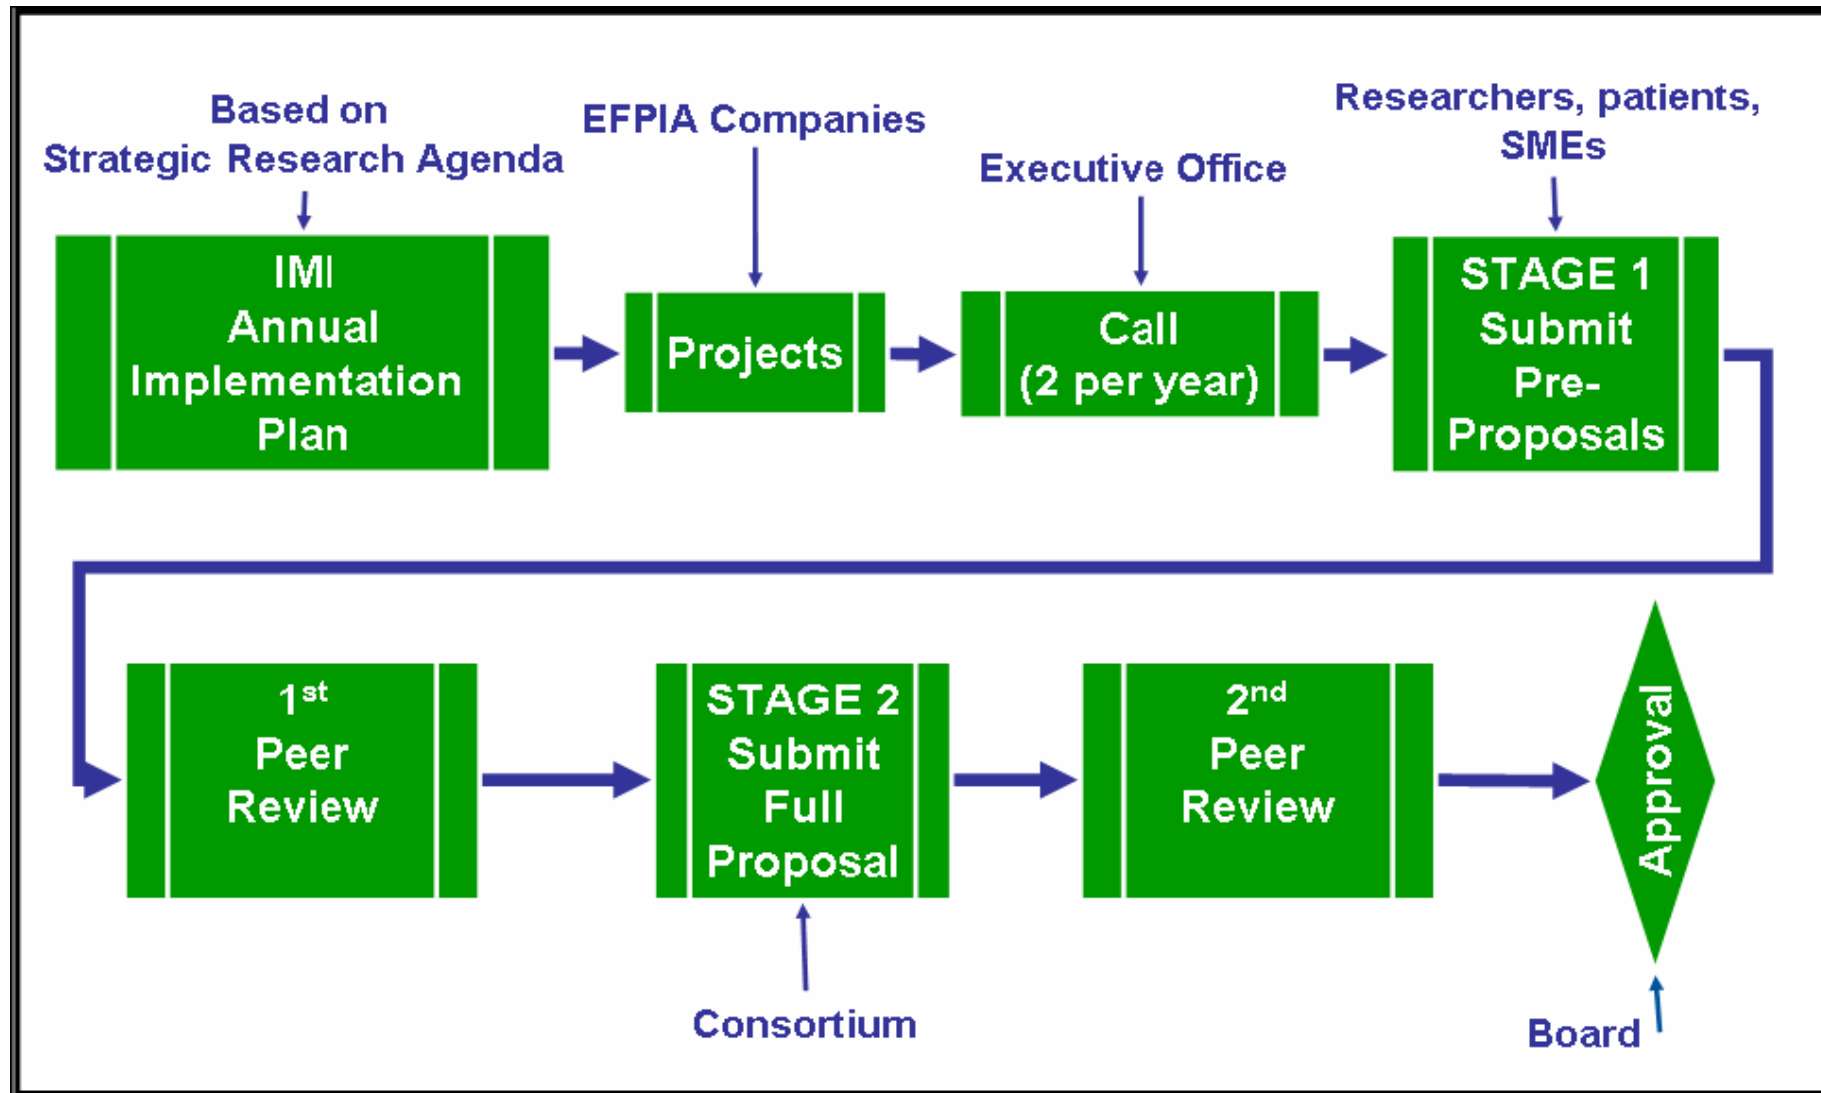 Based on
Strategic Research Agenda
EFPIA Companies
Executive Office
Researchers, patients,
SMEs
IMI
Annual
Implementation
Plan
Projects
Call
(2 per year)
STAGE 1
Submit
Pre-
Proposals
1st
Peer
Review
STAGE 2
Submit
Full
Proposal
2nd
Peer
Review
Approval
Consortium
Board